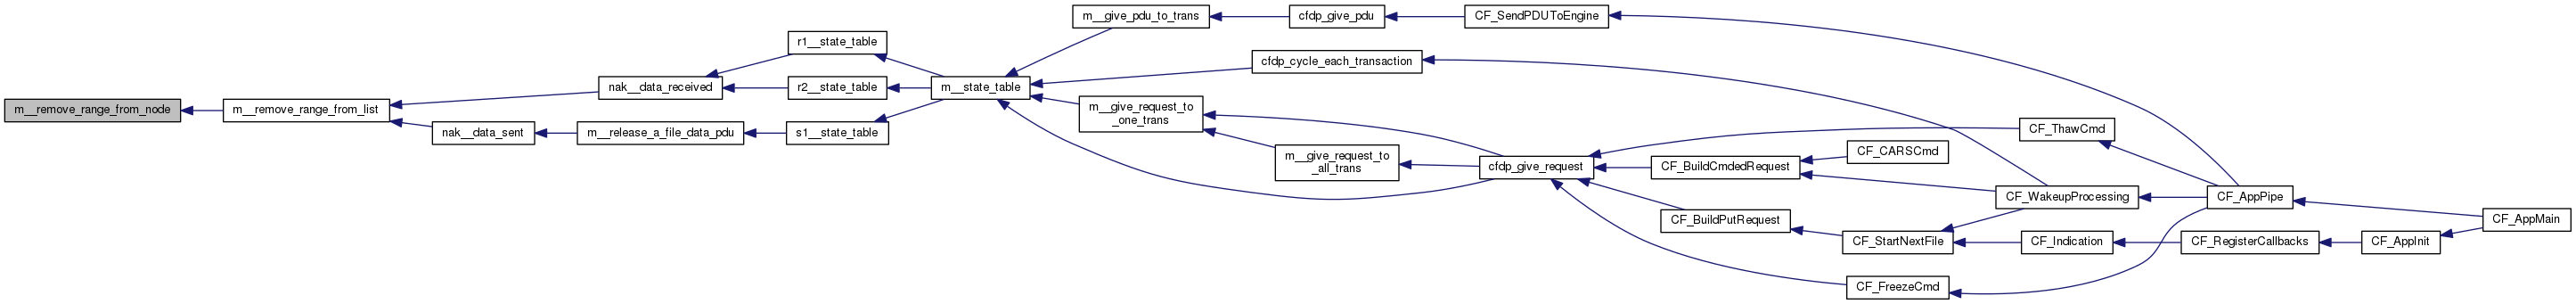 m__remove_range_from_node
m__remove_range_from_list
nak__data_received
nak__data_sent
r1__state_table
r2__state_table
m__release_a_file_data_pdu
s1__state_table
m__state_table
m__give_pdu_to_trans
cfdp_give_pdu
CF_SendPDUToEngine
cfdp_cycle_each_transaction
m__give_request_to
_one_trans
m__give_request_to
_all_trans
cfdp_give_request
CF_ThawCmd
CF_BuildCmdedRequest
CF_CARSCmd
CF_BuildPutRequest
CF_StartNextFile
CF_FreezeCmd
CF_WakeupProcessing
CF_Indication
CF_RegisterCallbacks
CF_AppPipe
CF_AppInit
CF_AppMain